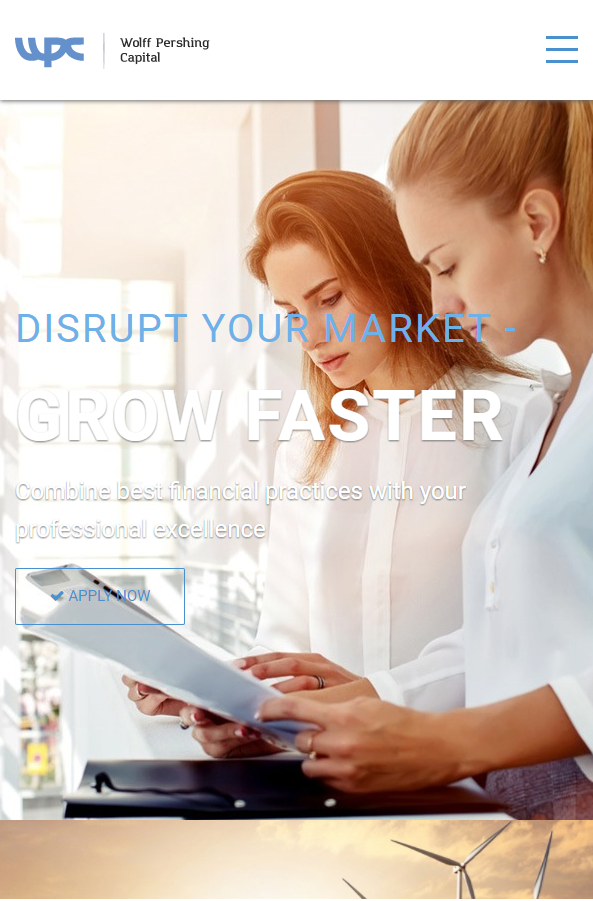 wpc
Wolff Pershing
Capital
DISRUPT YOUR MARKET -
GROW FASTER
Combine best financial practices with your
professional excellence
APPLY NOW